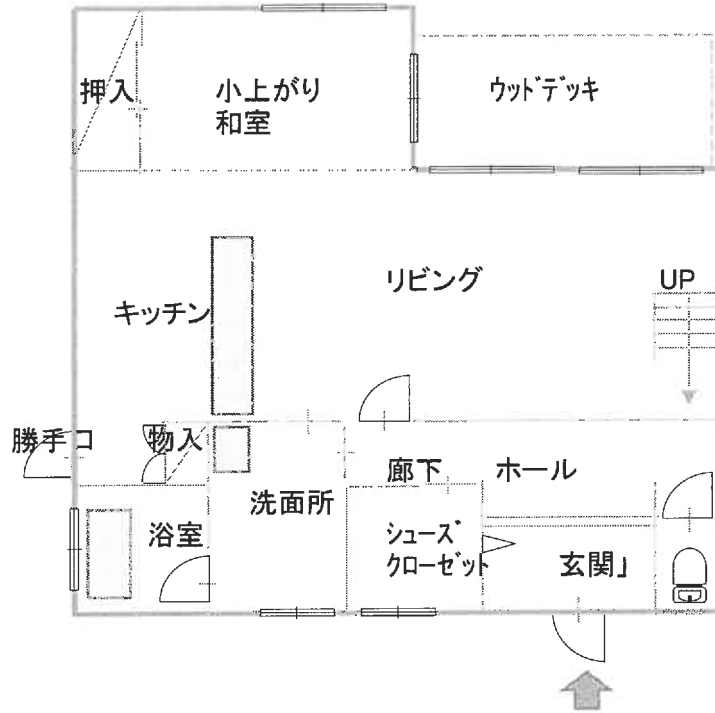 押入
小上がり
和室
ウッドデッキ
リビング
UP
キッチン
勝手口
物入
廊下
ホール
洗面所
浴室
シューズ
クローゼット
玄関